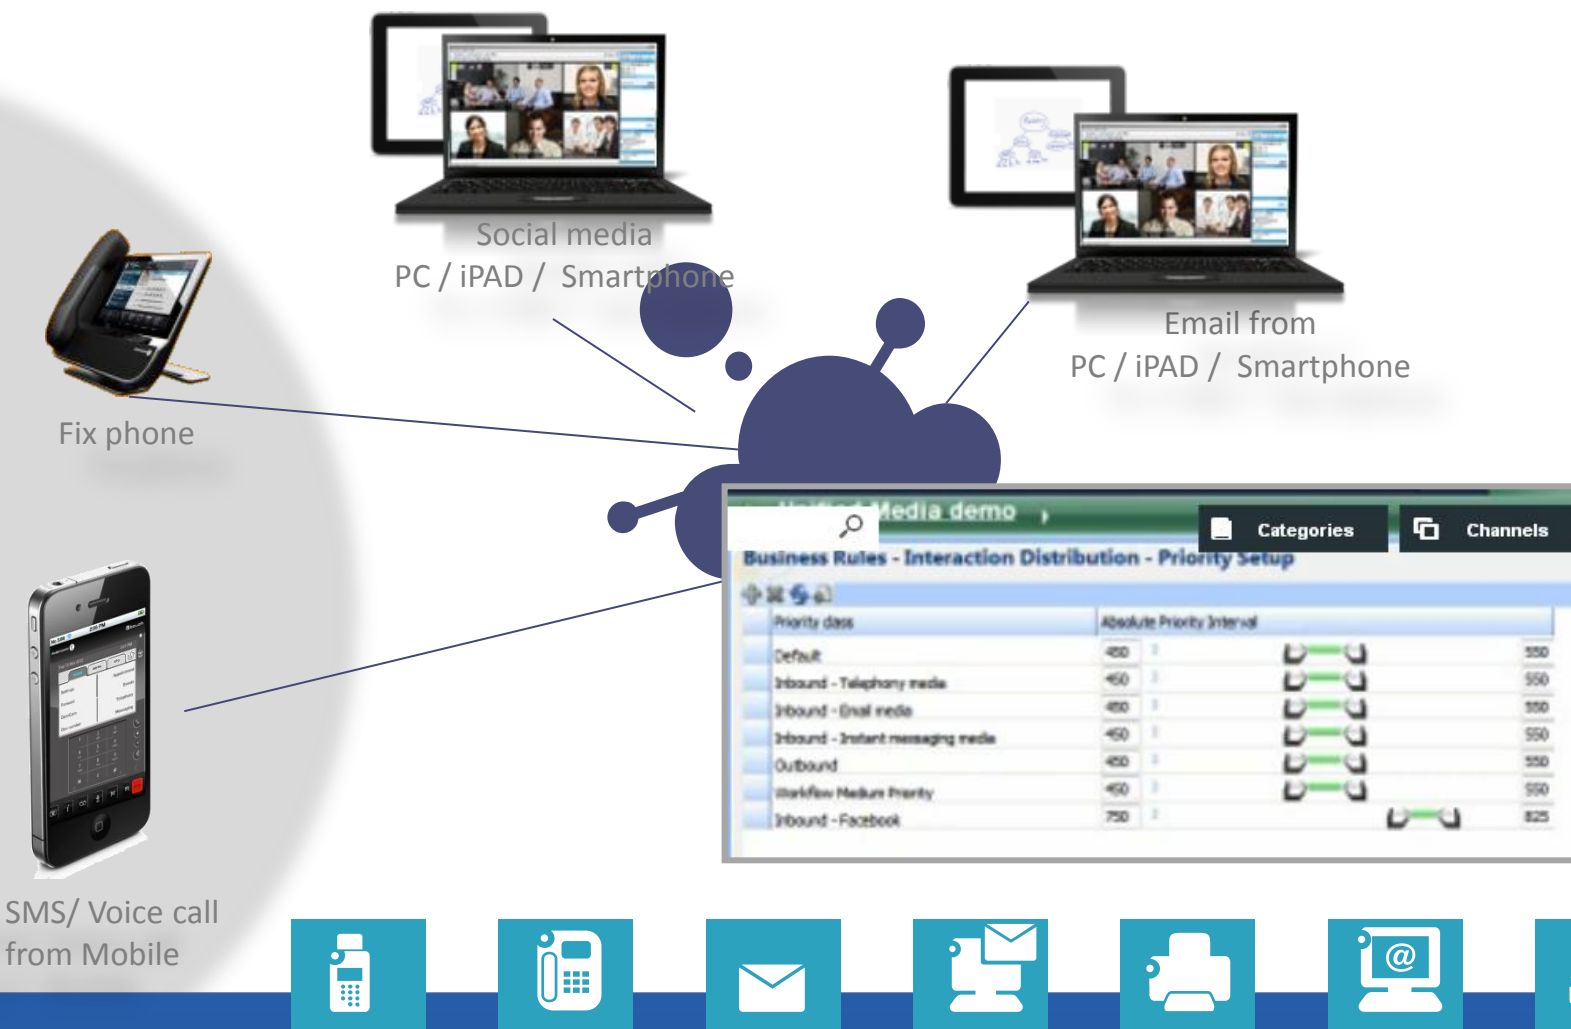 Social media
PC / iPAD / Smartphone
Email from
PC / iPAD / Smartphone
Fix phone
SMS/ Voice call
from Mobile
Unified Media demo
Categories
Channels
Business Rules - Interaction Distribution - Priority Setup
Priority class Absolute Priority Interval
Default 450 550
Inbound - Telephony media 450 550
Inbound - Email media 450 550
Inbound - Instant messaging media 450 550
Outbound 450 550
Workflow Medium Priority 450 550
Inbound - Facebook 750 825
@